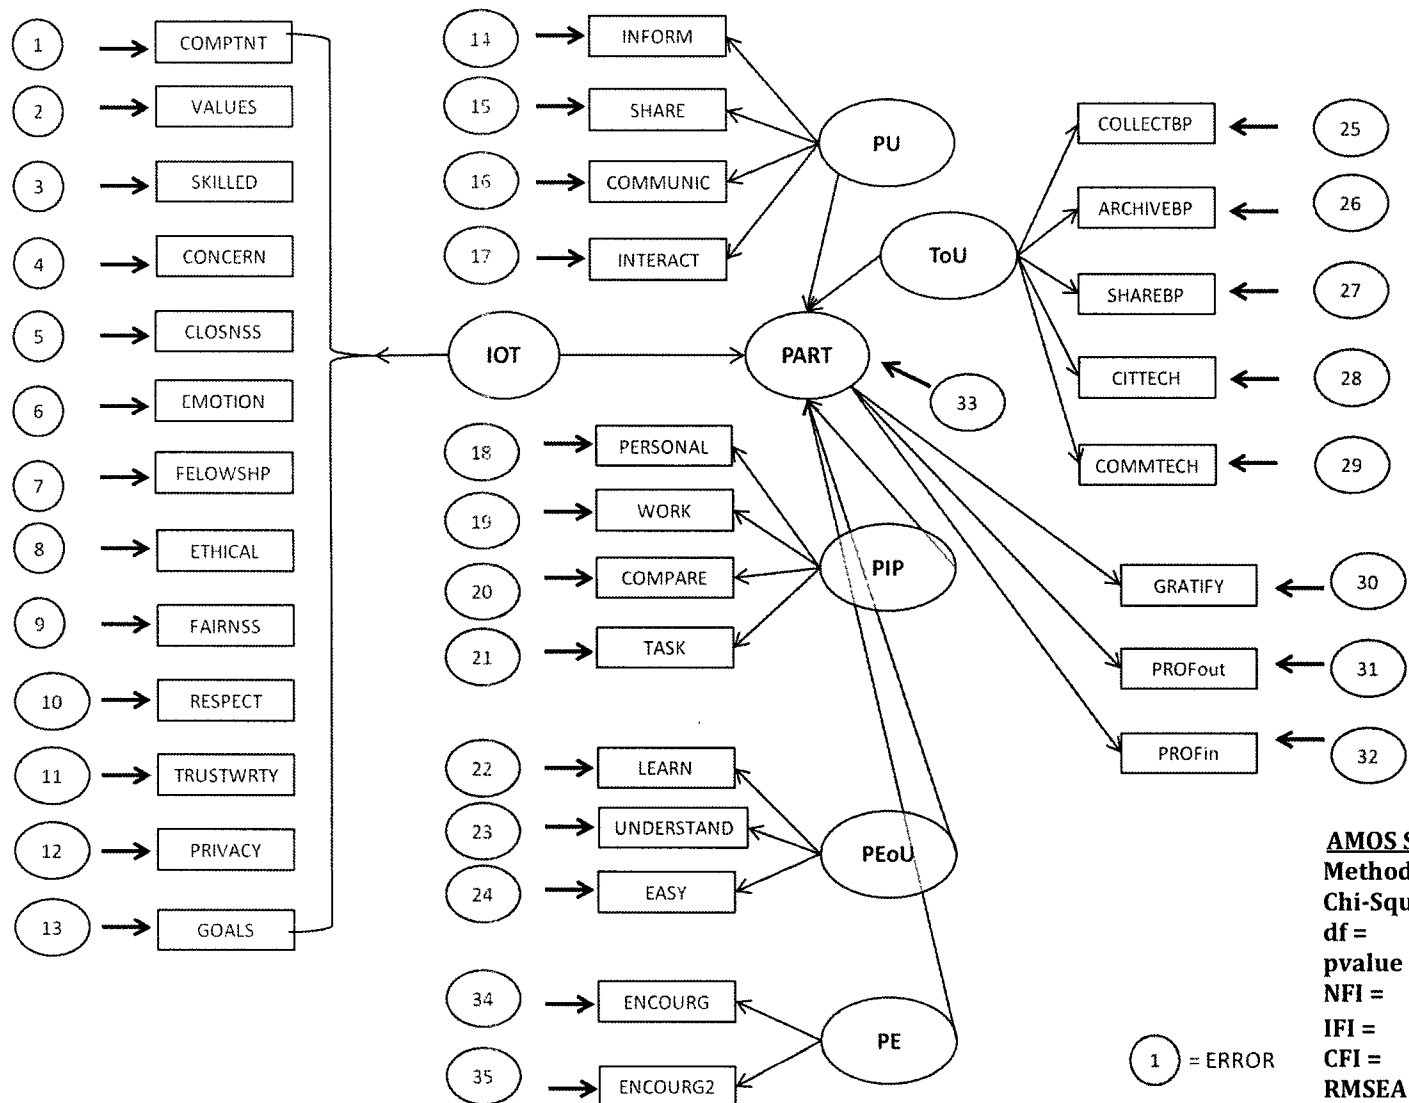 1
COMPTNT
2
VALUES
3
SKILLED
4
CONCERN
5
CLOSNSS
6
EMOTION
7
FELOWSHP
8
ETHICAL
9
FAIRNSS
10
RESPECT
11
TRUSTWRTY
12
PRIVACY
13
GOALS
IOT
14
INFORM
15
SHARE
16
COMMUNIC
17
INTERACT
PU
18
PERSONAL
19
WORK
20
COMPARE
21
TASK
PIP
22
LEARN
23
UNDERSTAND
24
EASY
PEoU
34
ENCOURG
35
ENCOURG2
PE
ToU
PART
33
COLLECTBP
25
ARCHIVEBP
26
SHAREBP
27
CITTECH
28
COMMTECH
29
GRATIFY
30
PROFout
31
PROFin
32
1 = ERROR
AMOS S
Method
Chi-Squ
df =
pvalue
NFI =
IFI =
CFI =
RMSEA